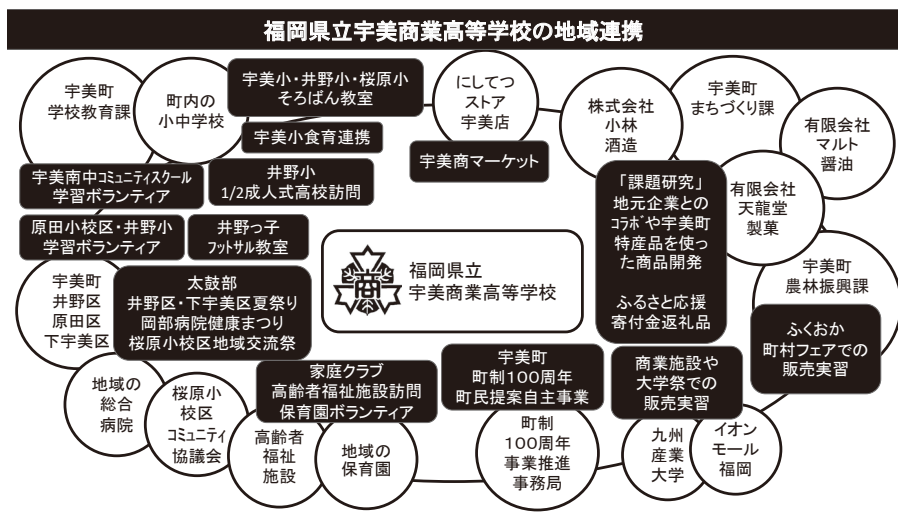 福岡県立宇美商業高等学校の地域連携
宇美町
学校教育課
町内の
小中学校
宇美小・井野小・桜原小
そろばん教室
宇美小食育連携
井野小
1/2成人式高校訪問
宇美南中コミュニティスクール
学習ボランティア
原田小校区・井野小
学習ボランティア
井野っ子
フットサル教室
にしてつ
ストア
宇美店
宇美商マーケット
株式会社
小林
酒造
宇美町
まちづくり課
有限会社
マルト
醤油
有限会社
天龍堂
製菓
「課題研究」
地元企業との
コラボや宇美町
特産品を使っ
た商品開発
ふるさと応援
寄付金返礼品
宇美町
農林振興課
ふくおか
町村フェアでの
販売実習
商
福岡県立
宇美商業高等学校
宇美町
井野区
原田区
下宇美区
太鼓部
井野区・下宇美区夏祭り
岡部病院健康まつり
桜原小校区地域交流祭
地域の
総合
病院
桜原小
校区
コミュニティ
協議会
家庭クラブ
高齢者福祉施設訪問
保育園ボランティア
高齢者
福祉
施設
地域の
保育園
宇美町
町制100周年
町民提案自主事業
町制
100周年
事業推進
事務局
商業施設や
大学祭での
販売実習
九州
産業
大学
イオン
モール
福岡